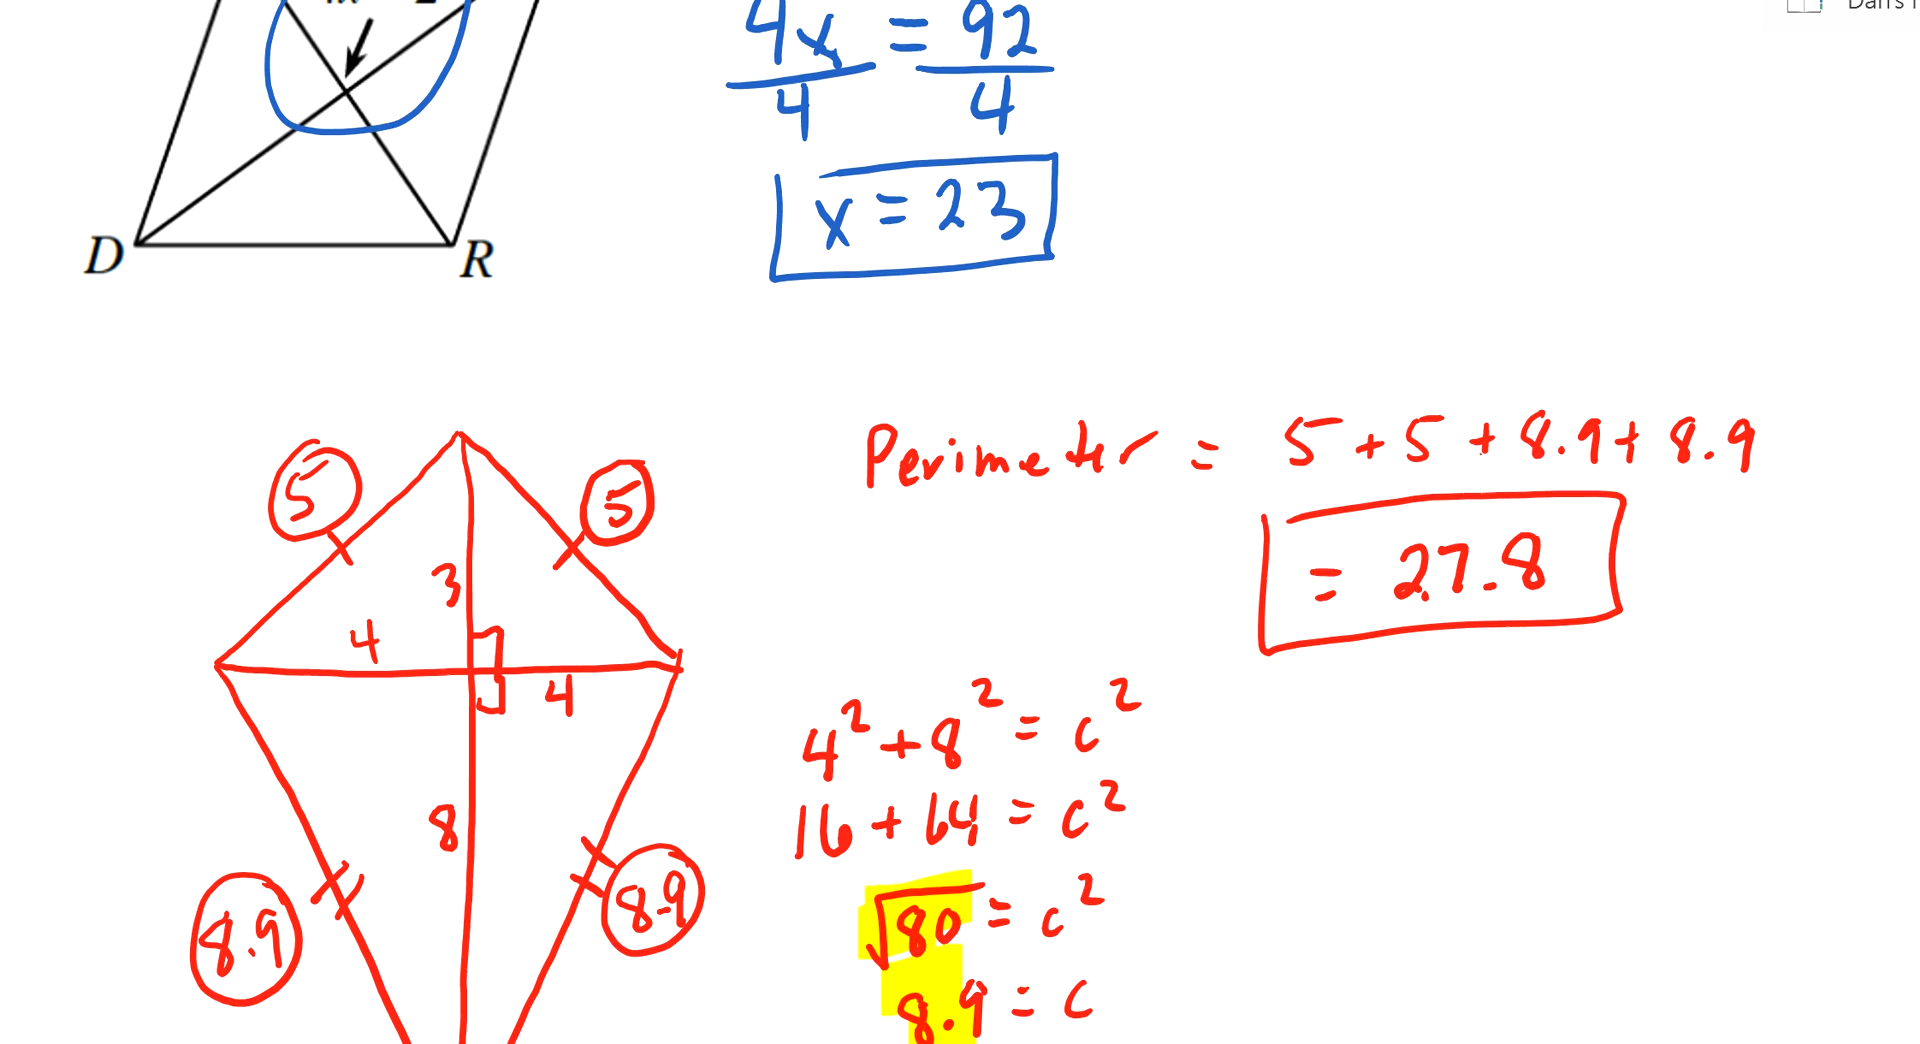 4x = 92
4 4
x = 23
D R
Perimeter = 5 + 5 + 8.9 + 8.9
= 27.8
5 5
3
4
4
8
8.9 8.9
4² + 8² = c²
16 + 64 = c²
√80 = c²
8.9 = c